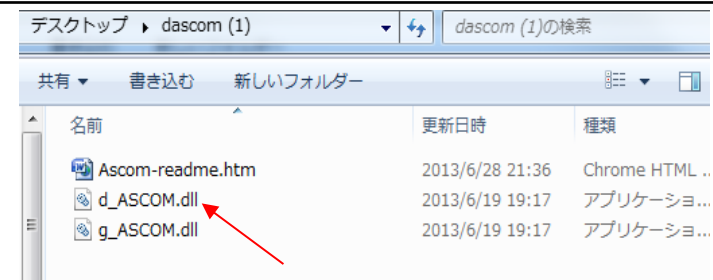 デスクトップ ▸ dascom (1) dascom (1)の検索
共有 ▼ 書き込む 新しいフォルダー
名前 更新日時 種類
Ascom-readme.htm 2013/6/28 21:36 Chrome HTML ...
d_ASCOM.dll 2013/6/19 19:17 アプリケーショ...
g_ASCOM.dll 2013/6/19 19:17 アプリケーショ...